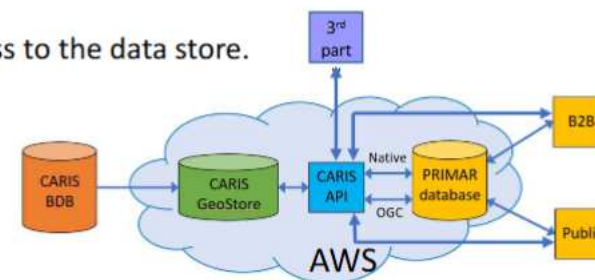 ss to the data store.
3rd
part
B2B
Native
CARIS
BDB
CARIS
GeoStore
CARIS
API
PRIMAR
database
OGC
Publi
AWS